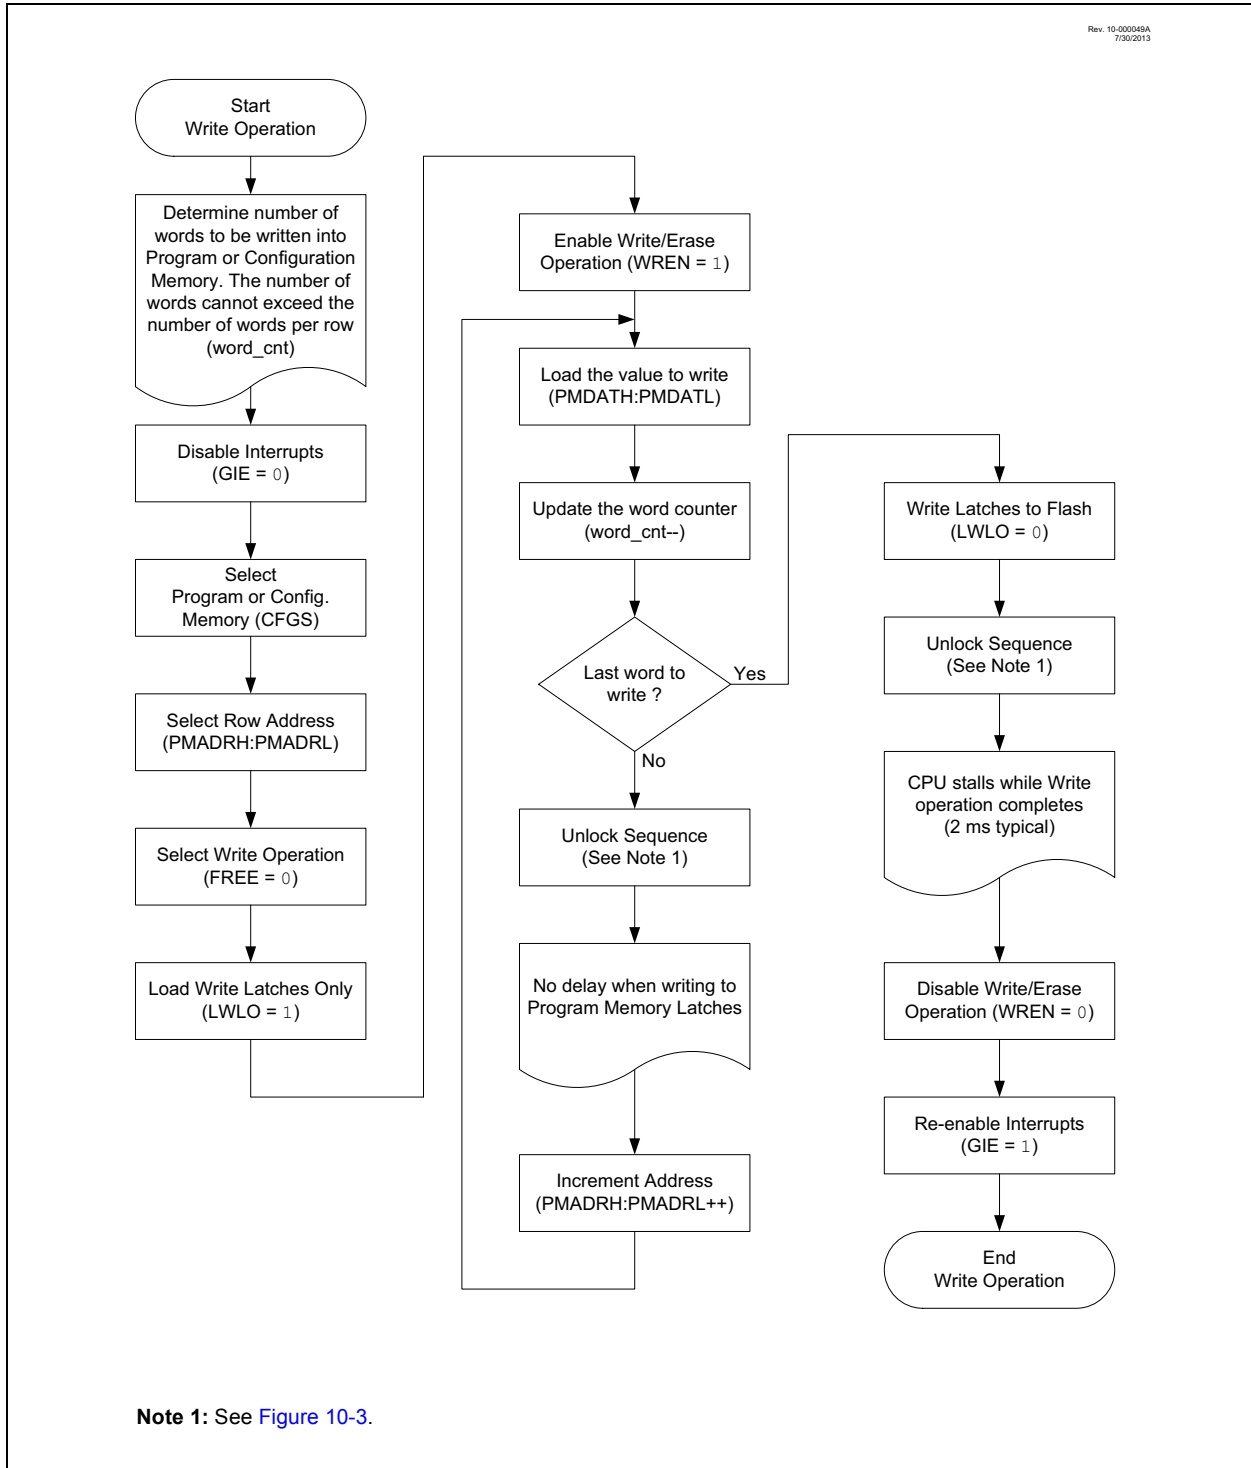 Rev. 10-000049A
7/30/2013
Start
Write Operation
Determine number of
words to be written into
Program or Configuration
Memory. The number of
words cannot exceed the
number of words per row
(word_cnt)
Disable Interrupts
(GIE = 0)
Select
Program or Config.
Memory (CFGS)
Select Row Address
(PMADRH:PMADRL)
Select Write Operation
(FREE = 0)
Load Write Latches Only
(LWLO = 1)
Enable Write/Erase
Operation (WREN = 1)
Load the value to write
(PMDATH:PMDATL)
Update the word counter
(word_cnt--)
Last word to
write ?
Yes
No
Unlock Sequence
(See Note 1)
No delay when writing to
Program Memory Latches
Increment Address
(PMADRH:PMADRL++)
Write Latches to Flash
(LWLO = 0)
Unlock Sequence
(See Note 1)
CPU stalls while Write
operation completes
(2 ms typical)
Disable Write/Erase
Operation (WREN = 0)
Re-enable Interrupts
(GIE = 1)
End
Write Operation
Note 1: See Figure 10-3.